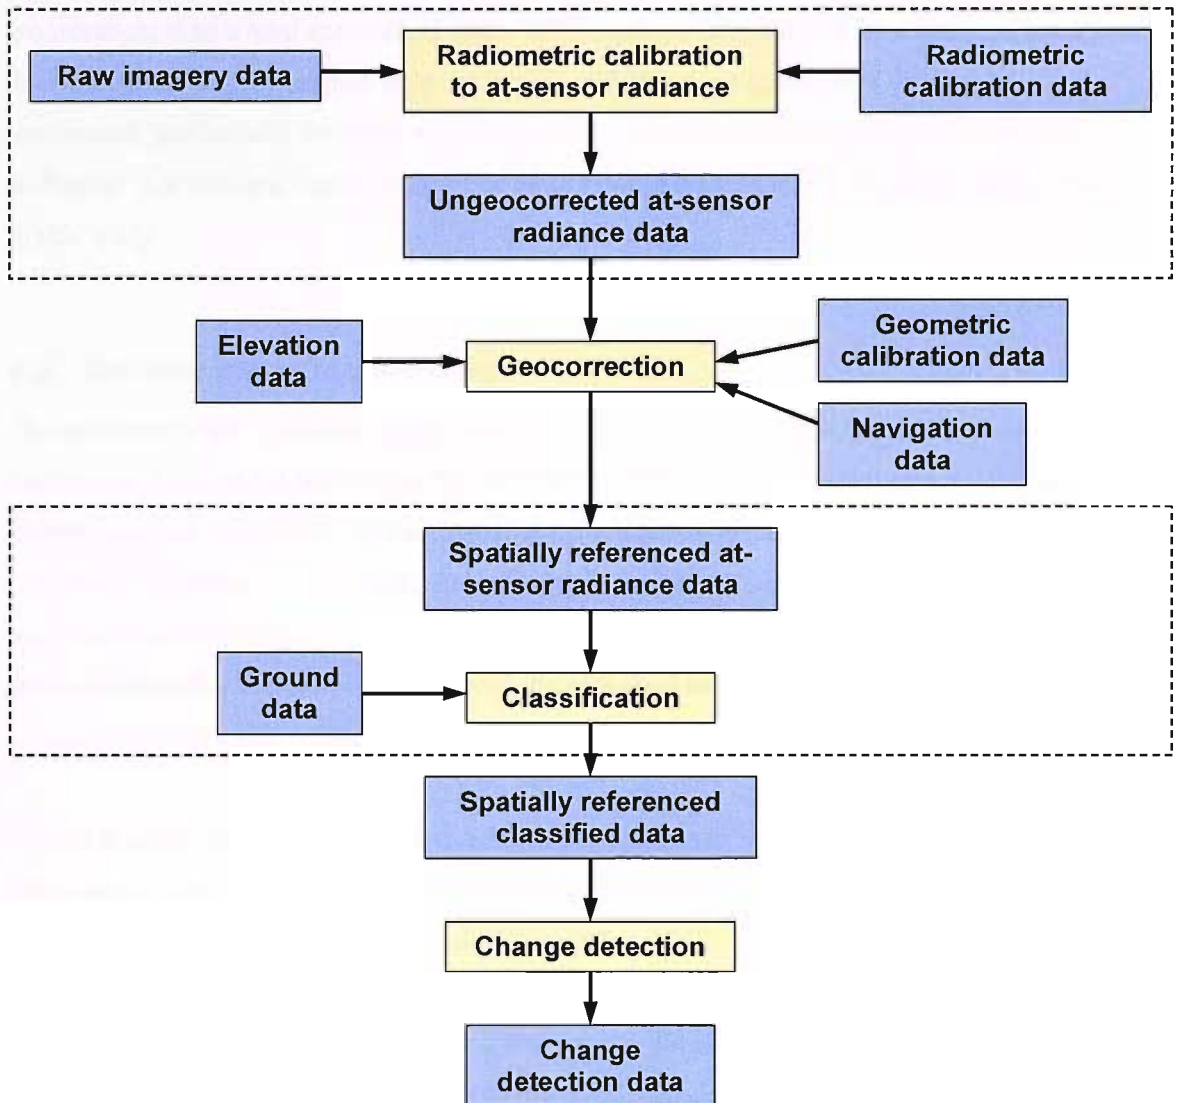 Raw imagery data
Radiometric calibration
to at-sensor radiance
Radiometric
calibration data
Ungeocorrected at-sensor
radiance data
Elevation
data
Geocorrection
Geometric
calibration data
Navigation
data
Spatially referenced at-
sensor radiance data
Ground
data
Classification
Spatially referenced
classified data
Change detection
Change
detection data